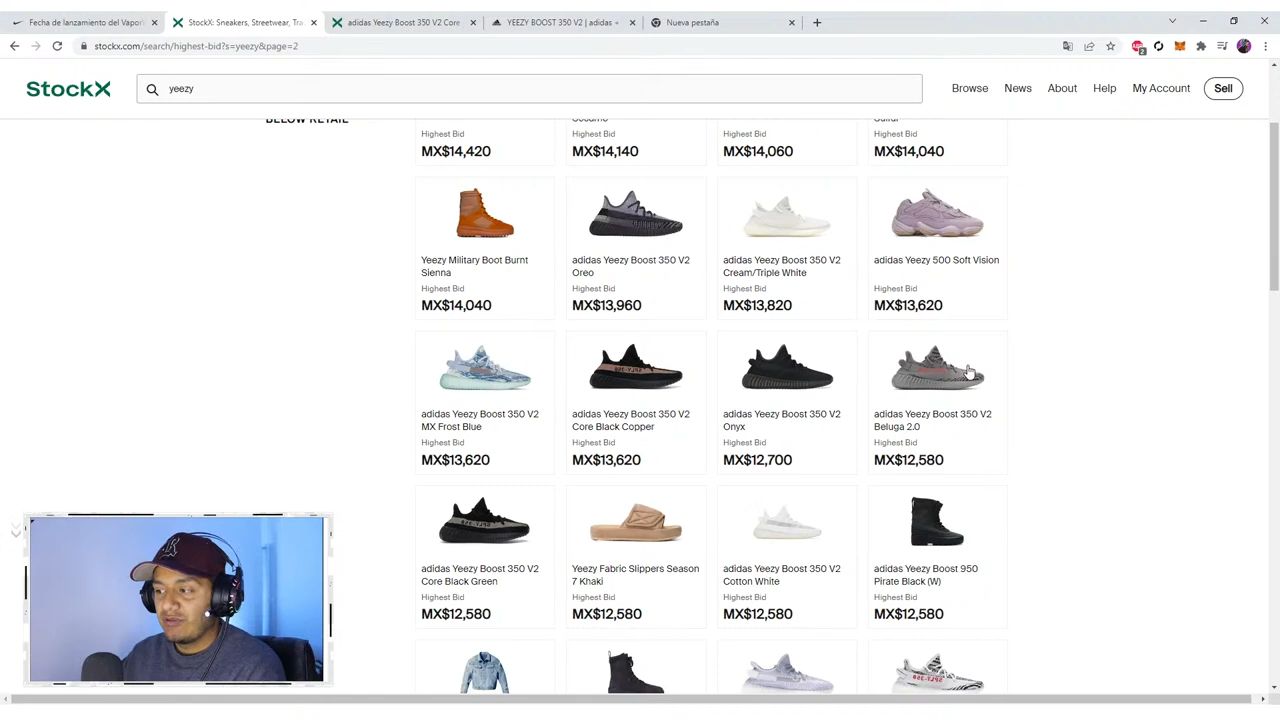 Fecha de lanzamiento del Vapori
StockX: Sneakers, Streetwear, Tra
adidas Yeezy Boost 350 V2 Core
YEEZY BOOST 350 V2 | adidas
Nueva pestaña
stockx.com/search/highest-bid?s=yeezy&page=2
2
StockX
yeezy
Browse
News
About
Help
My Account
Sell
BELOW RETAIL
Highest Bid
Highest Bid
Highest Bid
Highest Bid
MX$14,420
MX$14,140
MX$14,060
MX$14,040
Yeezy Military Boot Burnt
Sienna
Highest Bid
MX$14,040
adidas Yeezy Boost 350 V2
Oreo
Highest Bid
MX$13,960
adidas Yeezy Boost 350 V2
Cream/Triple White
Highest Bid
MX$13,820
adidas Yeezy 500 Soft Vision
Highest Bid
MX$13,620
adidas Yeezy Boost 350 V2
MX Frost Blue
Highest Bid
MX$13,620
adidas Yeezy Boost 350 V2
Core Black Copper
Highest Bid
MX$13,620
adidas Yeezy Boost 350 V2
Onyx
Highest Bid
MX$12,700
adidas Yeezy Boost 350 V2
Beluga 2.0
Highest Bid
MX$12,580
adidas Yeezy Boost 350 V2
Core Black Green
Highest Bid
MX$12,580
Yeezy Fabric Slippers Season
7 Khaki
Highest Bid
MX$12,580
adidas Yeezy Boost 350 V2
Cotton White
Highest Bid
MX$12,580
adidas Yeezy Boost 950
Pirate Black (W)
Highest Bid
MX$12,580